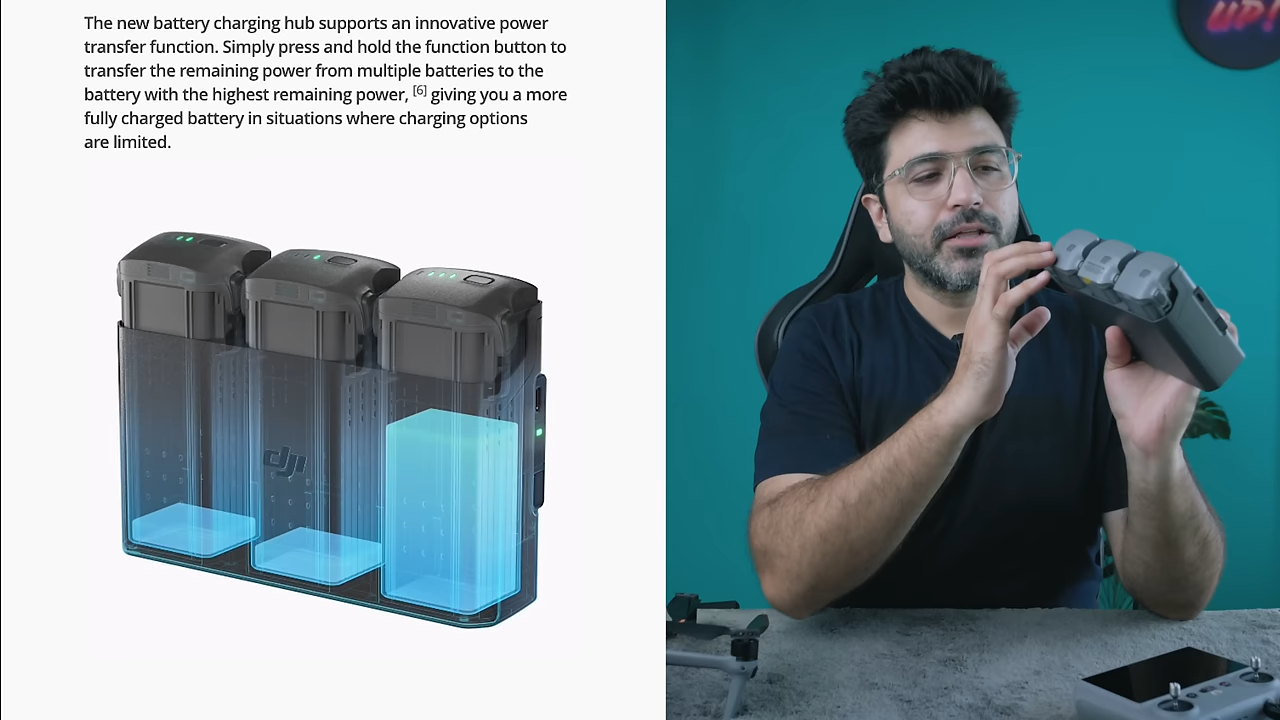 The new battery charging hub supports an innovative power
transfer function. Simply press and hold the function button to
transfer the remaining power from multiple batteries to the
battery with the highest remaining power, [6] giving you a more
fully charged battery in situations where charging options
are limited.
dji
UP!